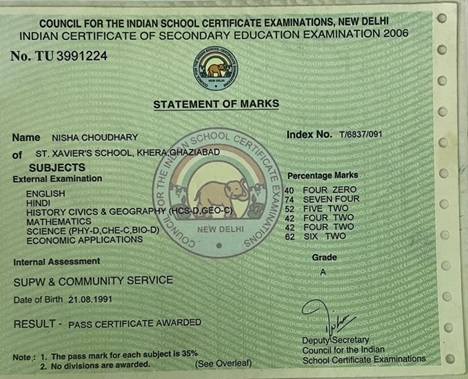 COUNCIL FOR THE INDIAN SCHOOL CERTIFICATE EXAMINATIONS, NEW DELHI
INDIAN CERTIFICATE OF SECONDARY EDUCATION EXAMINATION 2006
No. TU 3991224
NEW DELHI
STATEMENT OF MARKS
Name NISHA CHOUDHARY Index No. T/6837/091
of ST. XAVIER'S SCHOOL, KHERA,GHAZIABAD
SUBJECTS
External Examination Percentage Marks
ENGLISH 40 FOUR ZERO
HINDI 74 SEVEN FOUR
HISTORY CIVICS & GEOGRAPHY (HCS-D,GEO-C) 52 FIVE TWO
MATHEMATICS 42 FOUR TWO
SCIENCE (PHY-D,CHE-C,BIO-D) 42 FOUR TWO
ECONOMIC APPLICATIONS 62 SIX TWO
COUNCIL FOR THE INDIAN SCHOOL CERTIFICATE EXAMINATIONS
NEW DELHI
Internal Assessment Grade
SUPW & COMMUNITY SERVICE A
Date of Birth 21.08.1991
RESULT - PASS CERTIFICATE AWARDED
Deputy Secretary
Council for the Indian
School Certificate Examinations
Note : 1. The pass mark for each subject is 35%
2. No divisions are awarded. (See Overleaf)